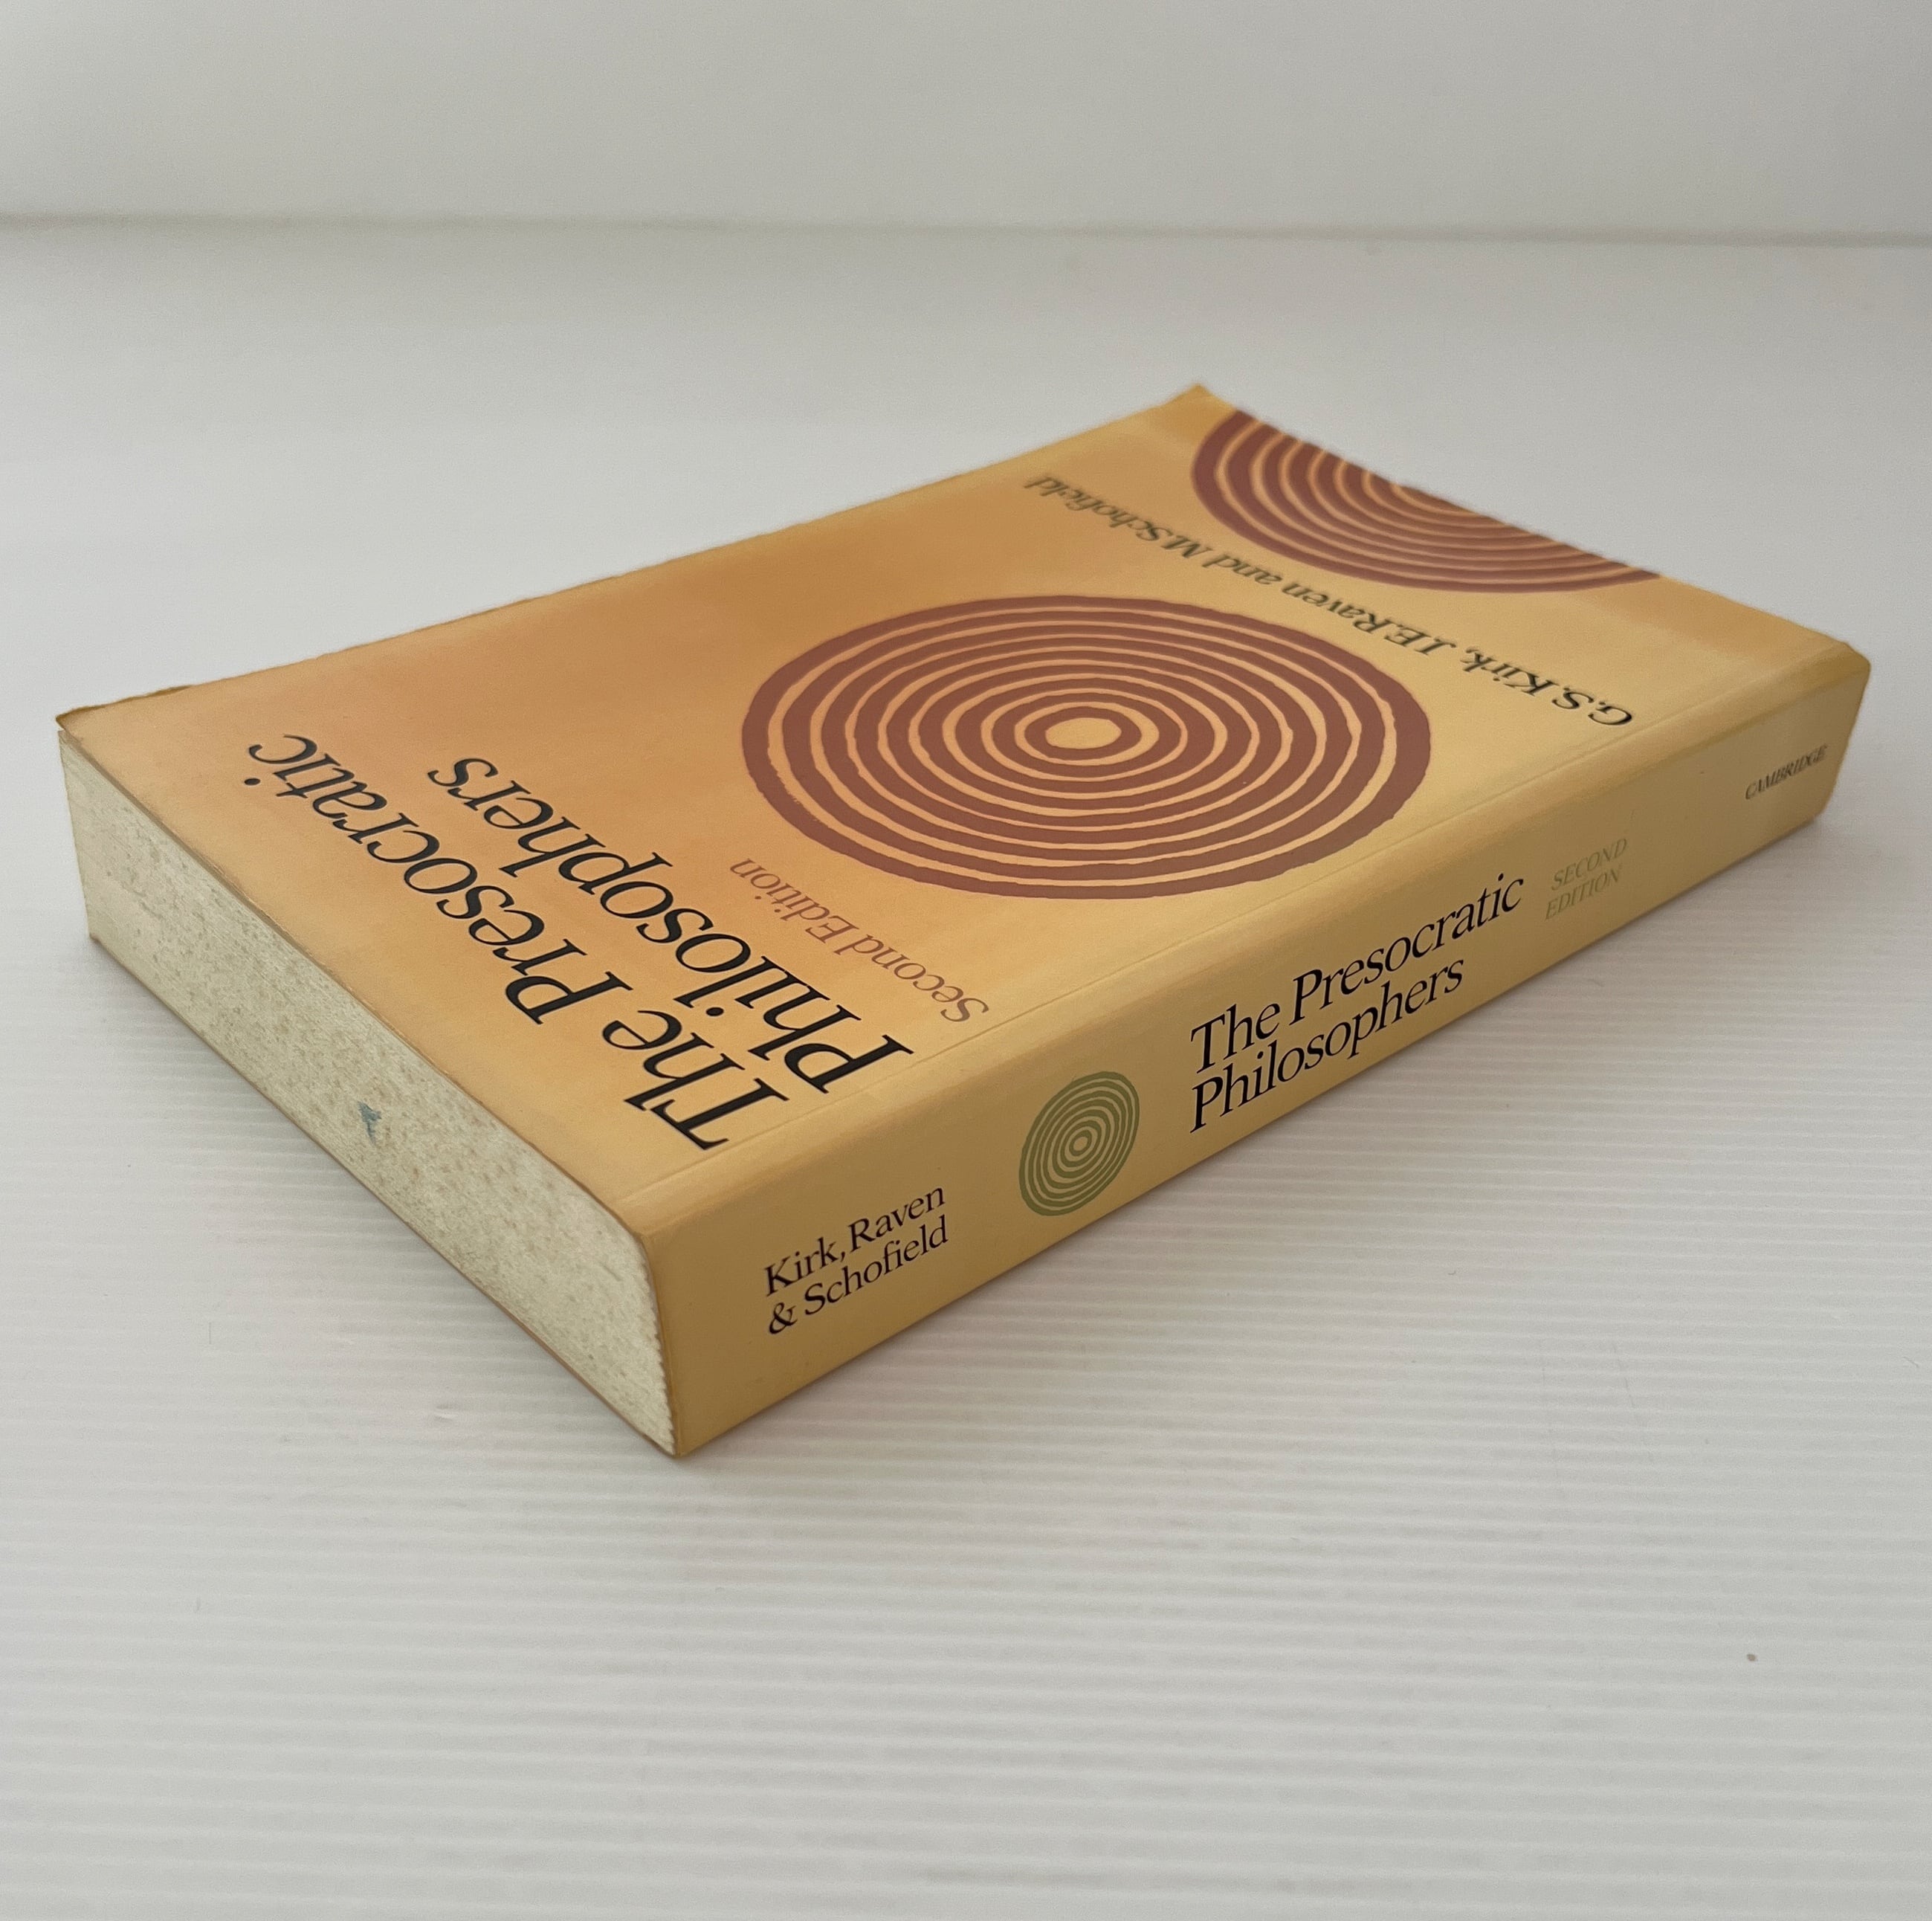 The Presocratic
Philosophers
Second Edition
G.S.Kirk, J.E.Raven and M.Schofield
Kirk, Raven
& Schofield
The Presocratic
Philosophers
SECOND
EDITION
CAMBRIDGE